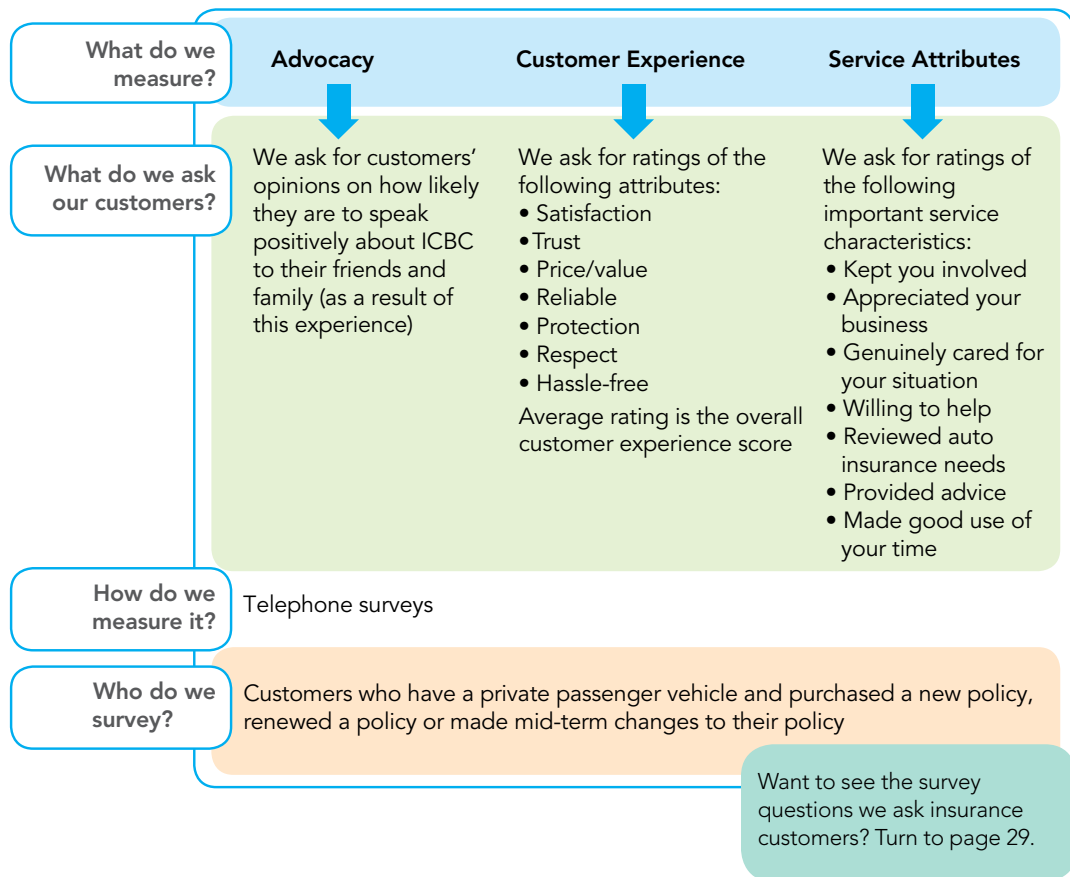 What do we
measure?
Advocacy
Customer Experience
Service Attributes
What do we ask
our customers?
We ask for customers’
opinions on how likely
they are to speak
positively about ICBC
to their friends and
family (as a result of
this experience)
We ask for ratings of the
following attributes:
• Satisfaction
•Trust
• Price/value
• Reliable
• Protection
• Respect
• Hassle-free
Average rating is the overall
customer experience score
We ask for ratings of
the following
important service
characteristics:
• Kept you involved
• Appreciated your
business
• Genuinely cared for
your situation
• Willing to help
• Reviewed auto
insurance needs
• Provided advice
• Made good use of
your time
How do we
measure it?
Telephone surveys
Who do we
survey?
Customers who have a private passenger vehicle and purchased a new policy,
renewed a policy or made mid-term changes to their policy
Want to see the survey
questions we ask insurance
customers? Turn to page 29.